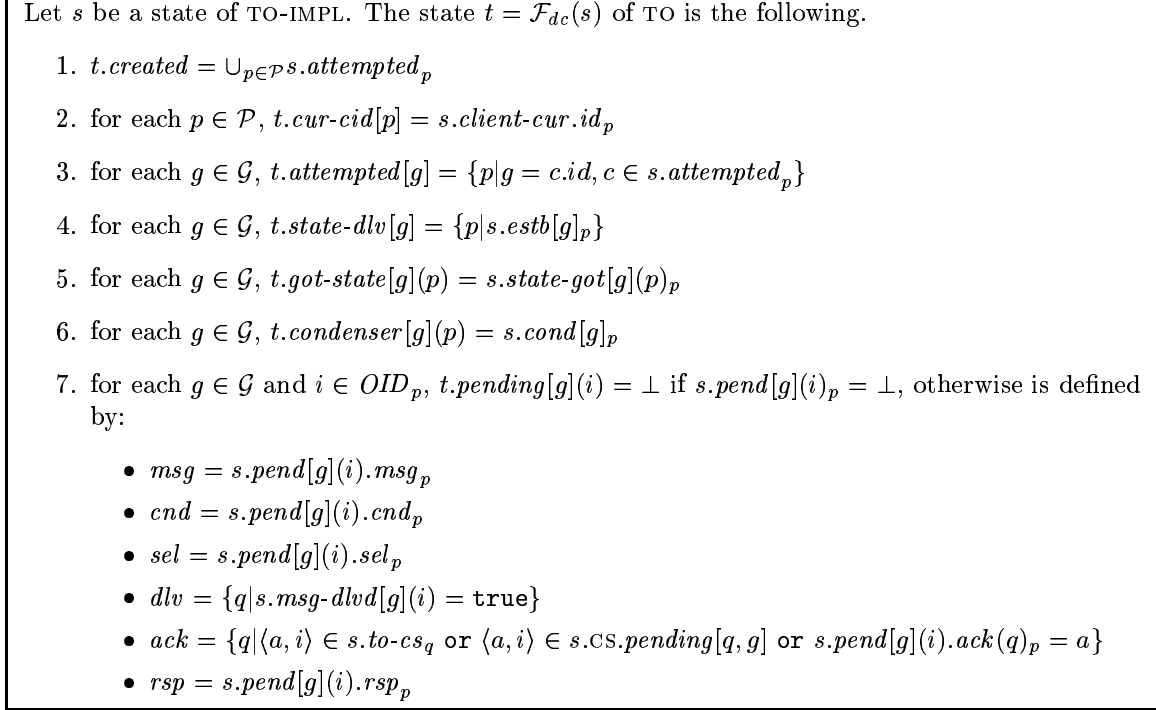 Let s be a state of TO-IMPL. The state t = ℱ_dc(s) of TO is the following.
1. t.created = ∪_{p∈𝒫} s.attempted_p
2. for each p ∈ 𝒫, t.cur-cid[p] = s.client-cur.id_p
3. for each g ∈ 𝒢, t.attempted[g] = {p|g = c.id, c ∈ s.attempted_p}
4. for each g ∈ 𝒢, t.state-dlv[g] = {p|s.estb[g]_p}
5. for each g ∈ 𝒢, t.got-state[g](p) = s.state-got[g](p)_p
6. for each g ∈ 𝒢, t.condenser[g](p) = s.cond[g]_p
7. for each g ∈ 𝒢 and i ∈ OID_p, t.pending[g](i) = ⊥ if s.pend[g](i)_p = ⊥, otherwise is defined
by:
• msg = s.pend[g](i).msg_p
• cnd = s.pend[g](i).cnd_p
• sel = s.pend[g](i).sel_p
• dlv = {q|s.msg-dlvd[g](i) = true}
• ack = {q|⟨a, i⟩ ∈ s.to-cs_q or ⟨a, i⟩ ∈ s.CS.pending[q, g] or s.pend[g](i).ack(q)_p = a}
• rsp = s.pend[g](i).rsp_p